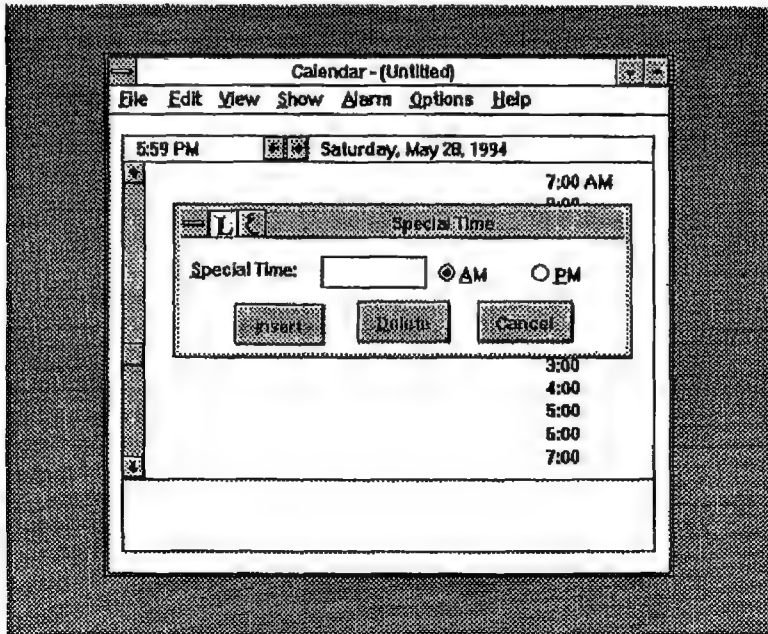 Calendar - (Untitled)
File Edit View Show Alarm Options Help
5:59 PM Saturday, May 28, 1994
7:00 AM
8:00
Special Time
Special Time: AM PM
Insert Delete Cancel
3:00
4:00
5:00
6:00
7:00